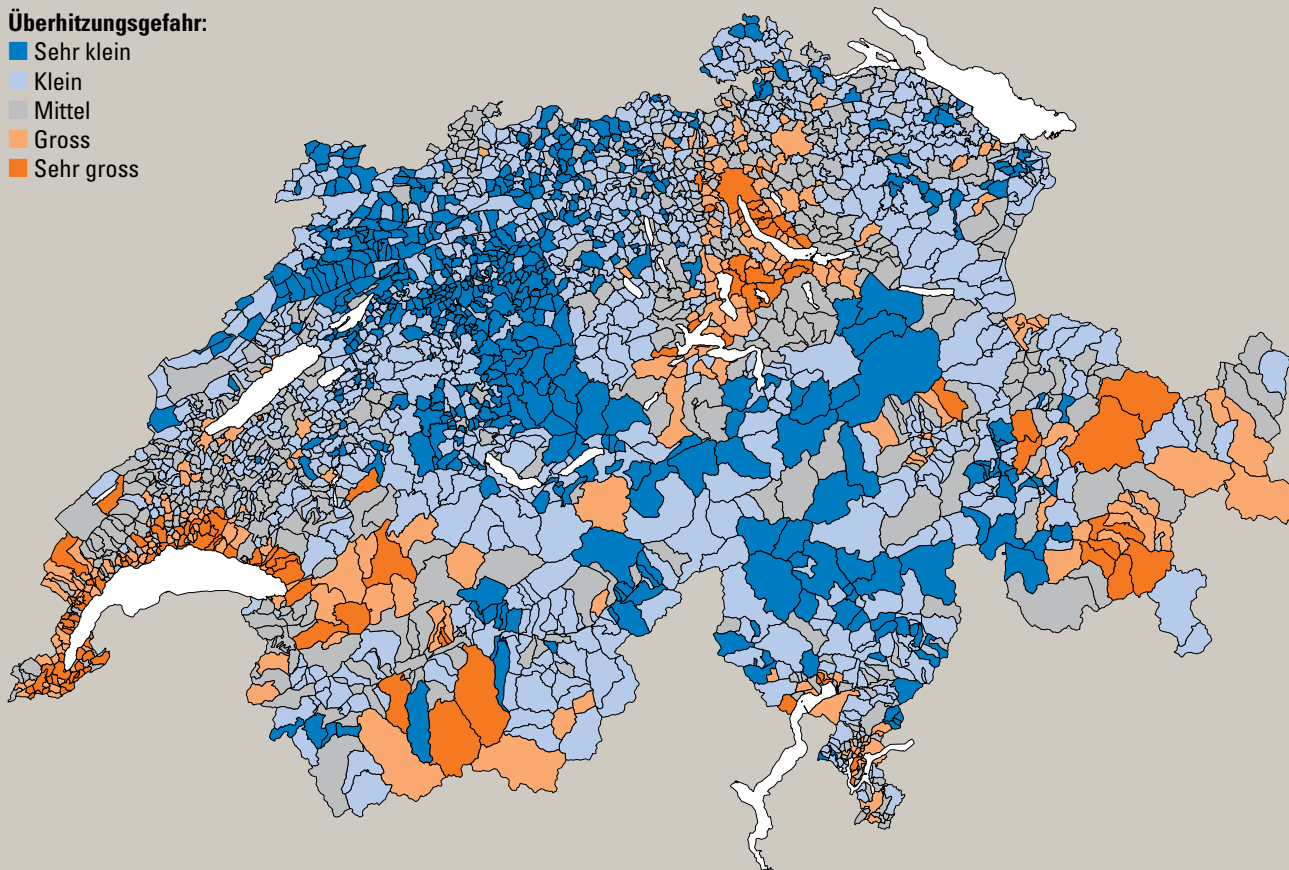 Überhitzungsgefahr:
Sehr klein
Klein
Mittel
Gross
Sehr gross